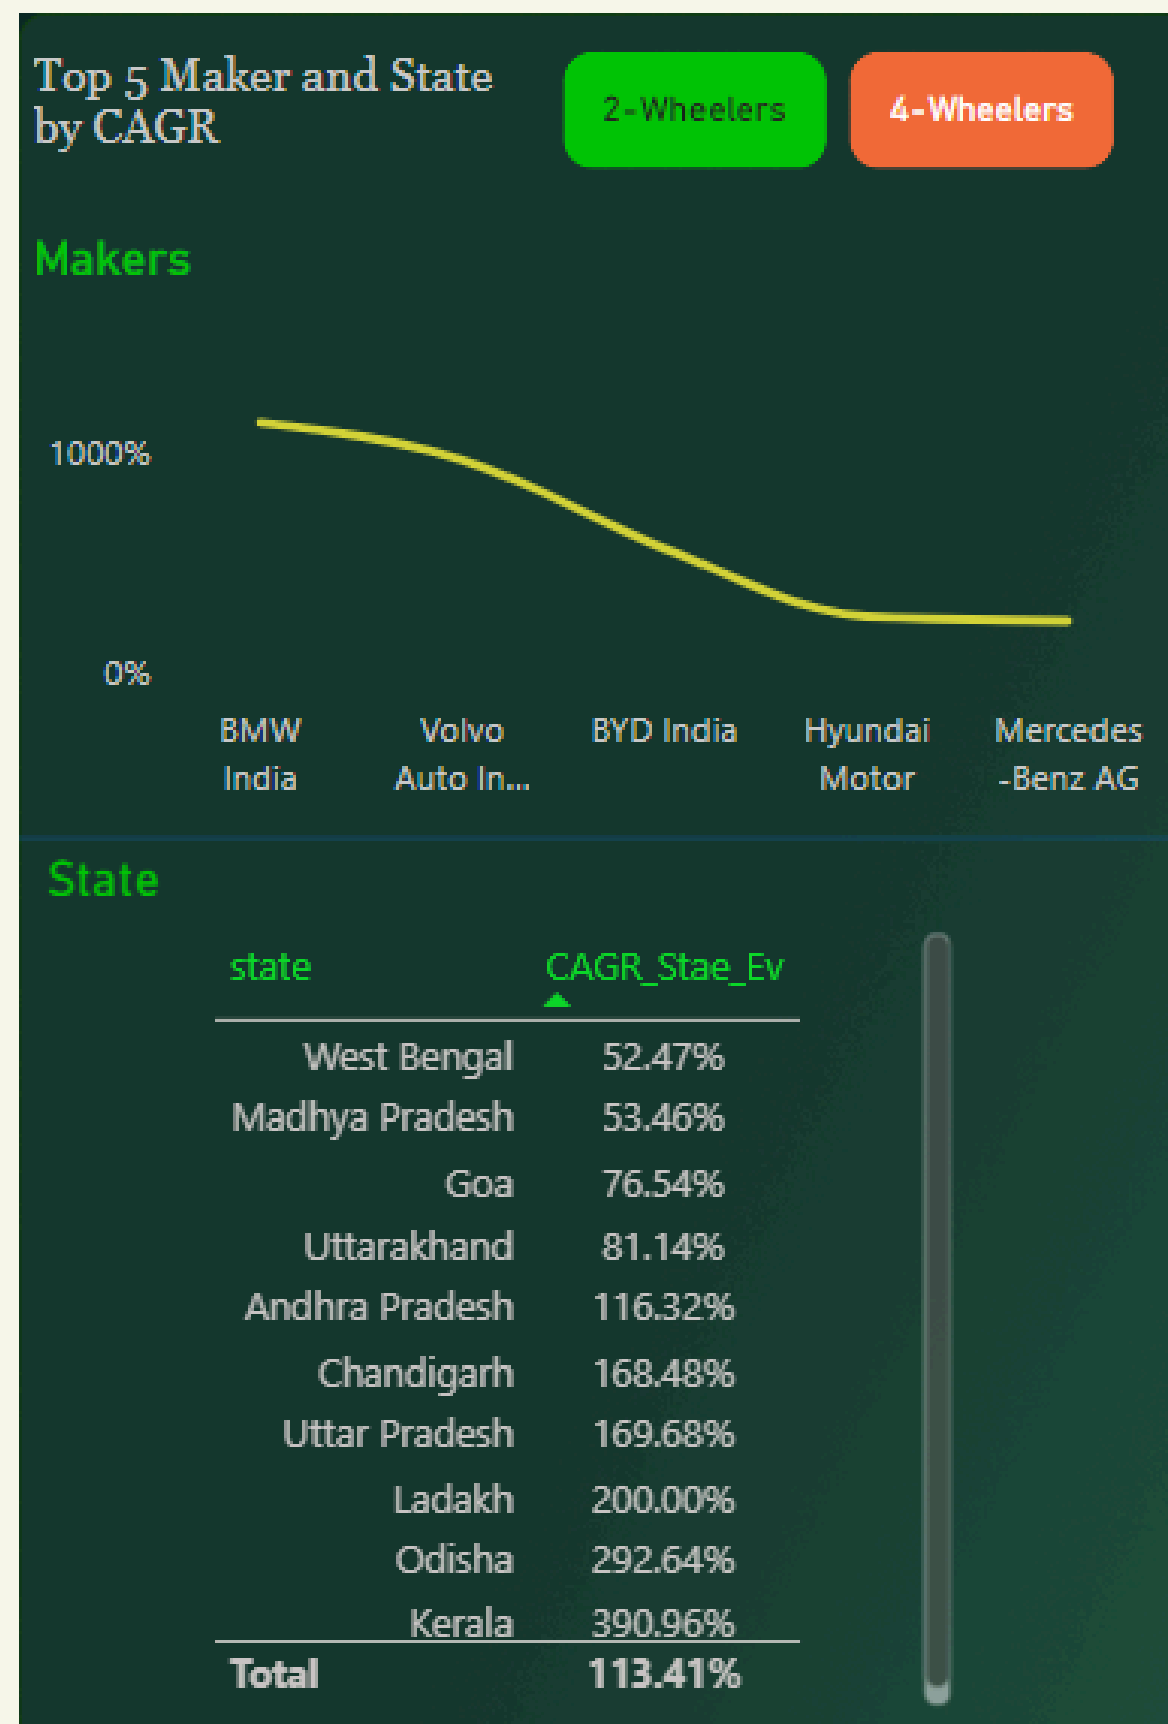 Top 5 Maker and State
by CAGR
2-Wheelers
4-Wheelers
Makers
1000%
0%
BMW
India
Volvo
Auto In...
BYD India
Hyundai
Motor
Mercedes
-Benz AG
State
state CAGR_Stae_Ev
West Bengal 52.47%
Madhya Pradesh 53.46%
Goa 76.54%
Uttarakhand 81.14%
Andhra Pradesh 116.32%
Chandigarh 168.48%
Uttar Pradesh 169.68%
Ladakh 200.00%
Odisha 292.64%
Kerala 390.96%
Total 113.41%